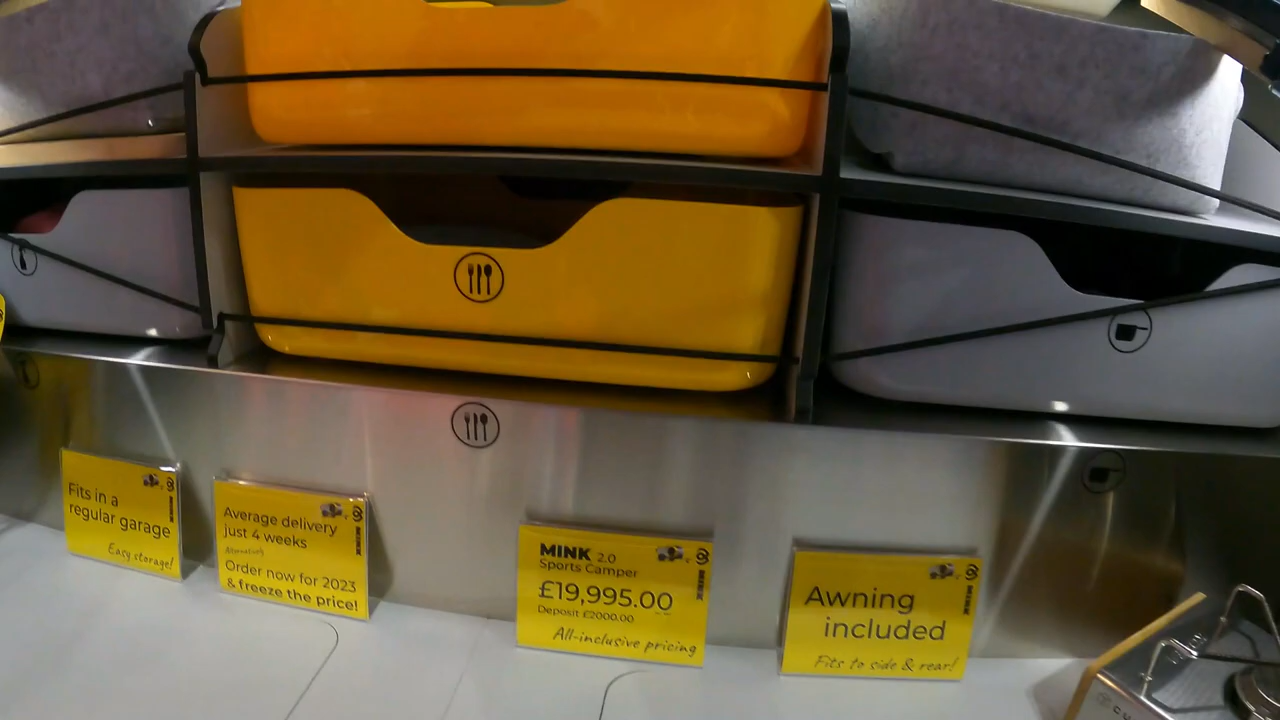 Fits in a
regular garage
Easy storage!
Average delivery
just 4 weeks
Alternatively
Order now for 2023
& freeze the price!
MINK 2.0
Sports Camper
£19,995.00
Deposit £2000.00
All-inclusive pricing
Awning
included
Fits to side & rear!